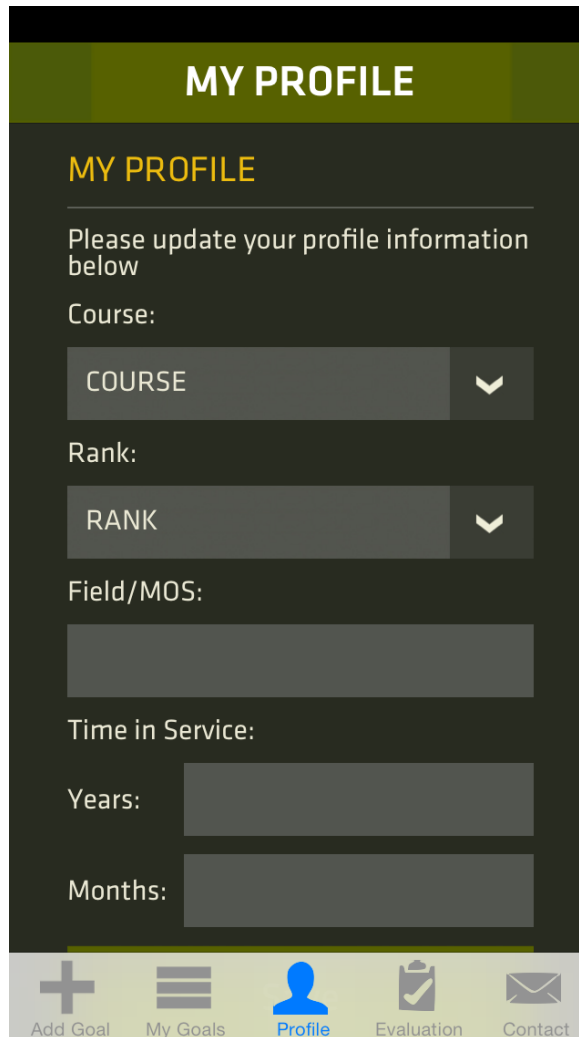 MY PROFILE
MY PROFILE
Please update your profile information
below
Course:
COURSE
Rank:
RANK
Field/MOS:
Time in Service:
Years:
Months:
Add Goal My Goals Profile Evaluation Contact